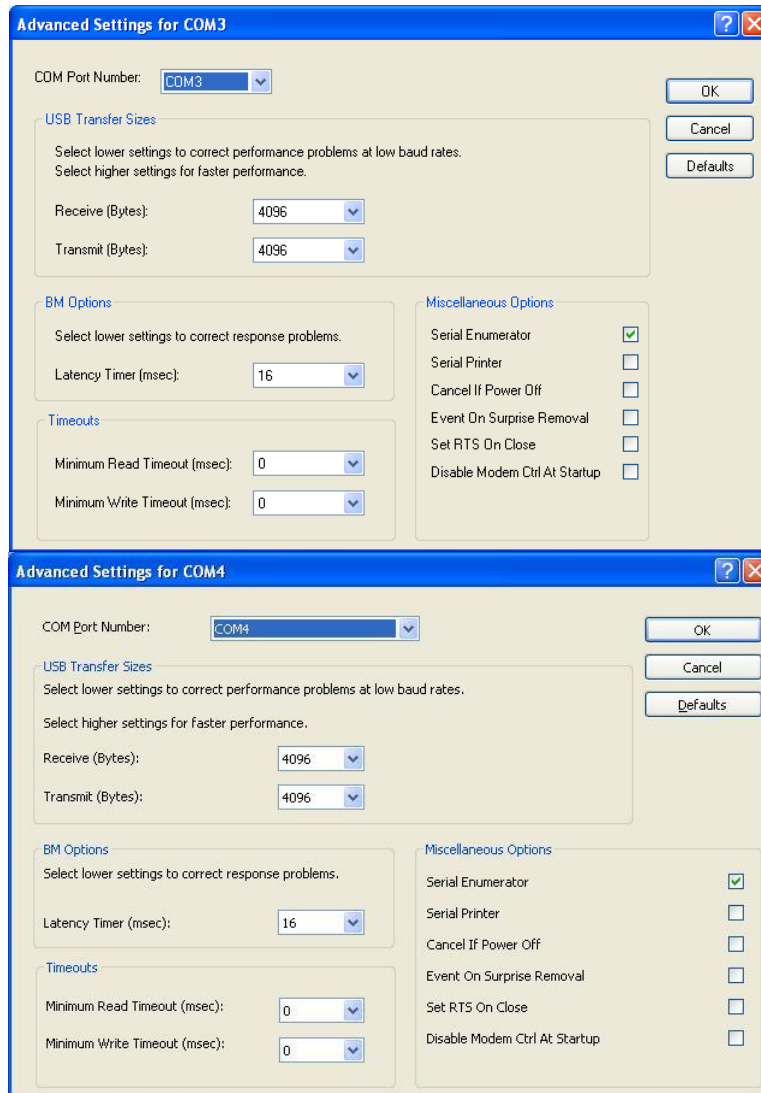 Advanced Settings for COM3
COM Port Number: COM3
OK
USB Transfer Sizes
Cancel
Select lower settings to correct performance problems at low baud rates.
Select higher settings for faster performance.
Defaults
Receive (Bytes): 4096
Transmit (Bytes): 4096
BM Options
Select lower settings to correct response problems.
Latency Timer (msec): 16
Timeouts
Minimum Read Timeout (msec): 0
Minimum Write Timeout (msec): 0
Miscellaneous Options
Serial Enumerator
Serial Printer
Cancel If Power Off
Event On Surprise Removal
Set RTS On Close
Disable Modem Ctrl At Startup
Advanced Settings for COM4
COM Port Number: COM4
OK
USB Transfer Sizes
Cancel
Select lower settings to correct performance problems at low baud rates.
Defaults
Select higher settings for faster performance.
Receive (Bytes): 4096
Transmit (Bytes): 4096
BM Options
Select lower settings to correct response problems.
Latency Timer (msec): 16
Timeouts
Minimum Read Timeout (msec): 0
Minimum Write Timeout (msec): 0
Miscellaneous Options
Serial Enumerator
Serial Printer
Cancel If Power Off
Event On Surprise Removal
Set RTS On Close
Disable Modem Ctrl At Startup